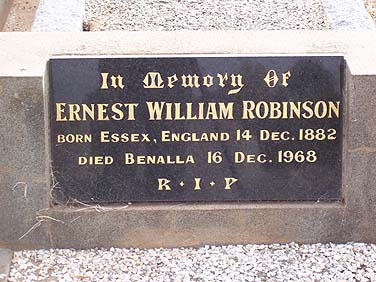 In Memory Of
ERNEST WILLIAM ROBINSON
BORN ESSEX, ENGLAND 14 DEC. 1882
DIED BENALLA 16 DEC. 1968
R · I · P